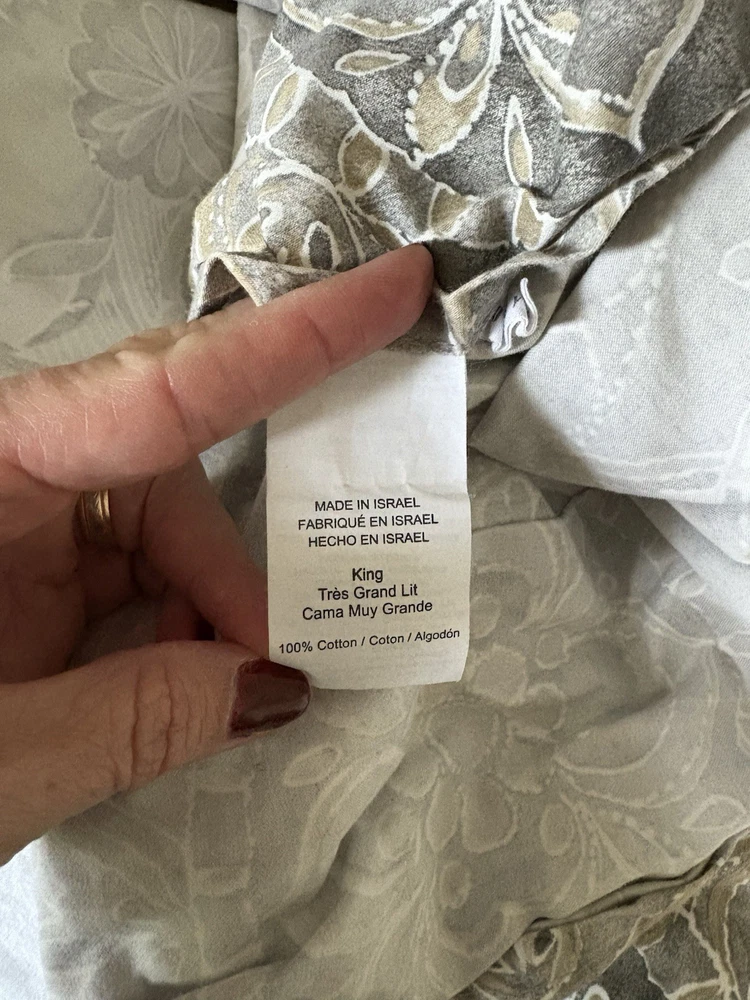 MADE IN ISRAEL
FABRIQUÉ EN ISRAEL
HECHO EN ISRAEL
King
Très Grand Lit
Cama Muy Grande
100% Cotton / Coton / Algodón